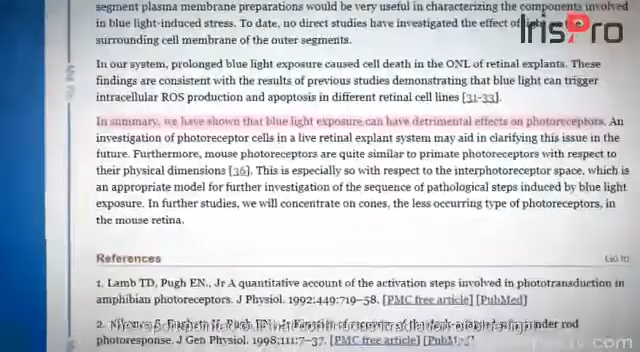 segment plasma membrane preparations would be very useful in characterizing the components involved
in blue light-induced stress. To date, no direct studies have investigated the effect of light on the
surrounding cell membrane of the outer segments.
IrisPro
In our system, prolonged blue light exposure caused cell death in the ONL of retinal explants. These
findings are consistent with the results of previous studies demonstrating that blue light can trigger
intracellular ROS production and apoptosis in different retinal cell lines [31-33].
In summary, we have shown that blue light exposure can have detrimental effects on photoreceptors. An
investigation of photoreceptor cells in a live retinal explant system may aid in clarifying this issue in the
future. Furthermore, mouse photoreceptors are quite similar to primate photoreceptors with respect to
their physical dimensions [36]. This is especially so with respect to the interphotoreceptor space, which is
an appropriate model for further investigation of the sequence of pathological steps induced by blue light
exposure. In further studies, we will concentrate on cones, the less occurring type of photoreceptors, in
the mouse retina.
References
Go to
1. Lamb TD, Pugh EN., Jr A quantitative account of the activation steps involved in phototransduction in
amphibian photoreceptors. J Physiol. 1992;449:719–58. [PMC free article] [PubMed]
2.
rod
photoresponse. J Gen Physiol. 1998;111:7–37. [PMC free article]